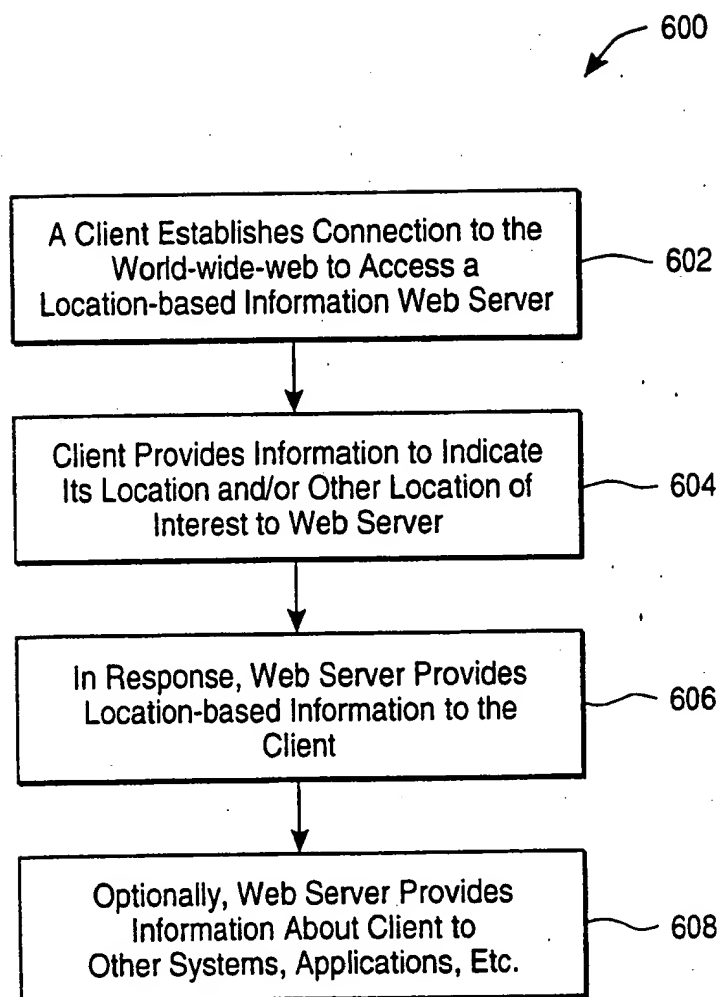 600
A Client Establishes Connection to the
World-wide-web to Access a
Location-based Information Web Server
602
Client Provides Information to Indicate
Its Location and/or Other Location of
Interest to Web Server
604
In Response, Web Server Provides
Location-based Information to the
Client
606
Optionally, Web Server Provides
Information About Client to
Other Systems, Applications, Etc.
608